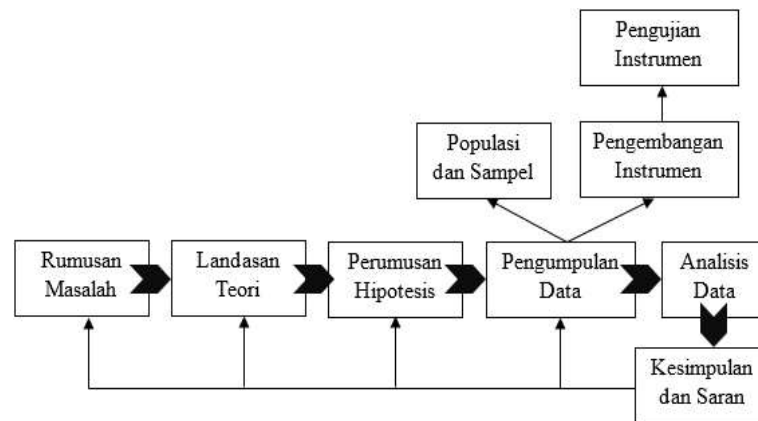 Pengujian
Instrumen
Populasi
dan Sampel
Pengembangan
Instrumen
Rumusan
Masalah
Landasan
Teori
Perumusan
Hipotesis
Pengumpulan
Data
Analisis
Data
Kesimpulan
dan Saran